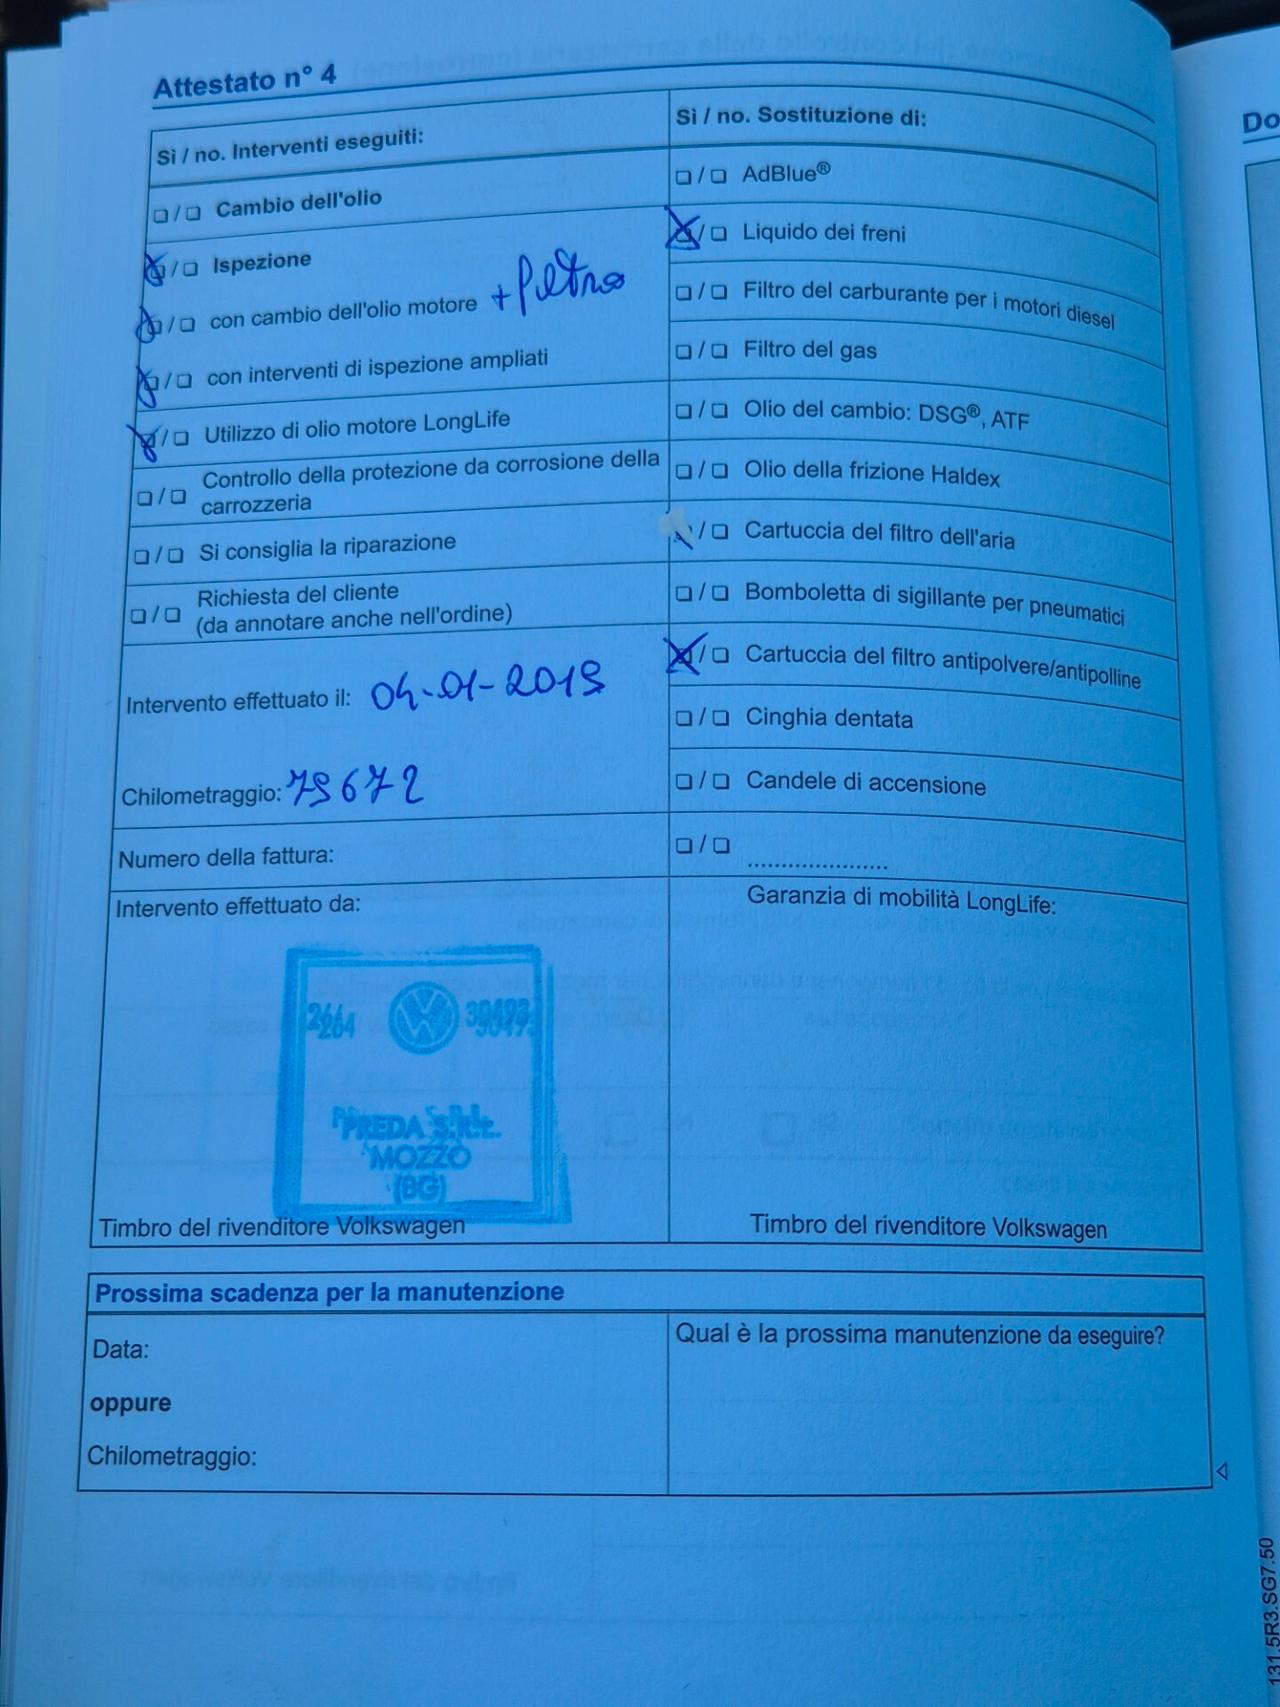 Attestato n° 4
Sì / no. Interventi eseguiti:
❑ / ❑ Cambio dell'olio
❑ / ❑ Ispezione
❑ / ❑ con cambio dell'olio motore + filtro
❑ / ❑ con interventi di ispezione ampliati
❑ / ❑ Utilizzo di olio motore LongLife
❑ / ❑ Controllo della protezione da corrosione della
carrozzeria
❑ / ❑ Si consiglia la riparazione
❑ / ❑ Richiesta del cliente
(da annotare anche nell'ordine)
Intervento effettuato il: 04-01-2019
Chilometraggio: 79672
Numero della fattura:
Intervento effettuato da:
PREDA S.R.L.
MOZZO
(BG)
Timbro del rivenditore Volkswagen
Sì / no. Sostituzione di:
❑ / ❑ AdBlue®
❑ / ❑ Liquido dei freni
❑ / ❑ Filtro del carburante per i motori diesel
❑ / ❑ Filtro del gas
❑ / ❑ Olio del cambio: DSG®, ATF
❑ / ❑ Olio della frizione Haldex
/ ❑ Cartuccia del filtro dell'aria
❑ / ❑ Bomboletta di sigillante per pneumatici
❑ / ❑ Cartuccia del filtro antipolvere/antipolline
❑ / ❑ Cinghia dentata
❑ / ❑ Candele di accensione
❑ / ❑ .....................
Garanzia di mobilità LongLife:
Timbro del rivenditore Volkswagen
Prossima scadenza per la manutenzione
Data:
oppure
Chilometraggio:
Qual è la prossima manutenzione da eseguire?
131.5R3.SG7.50
Do